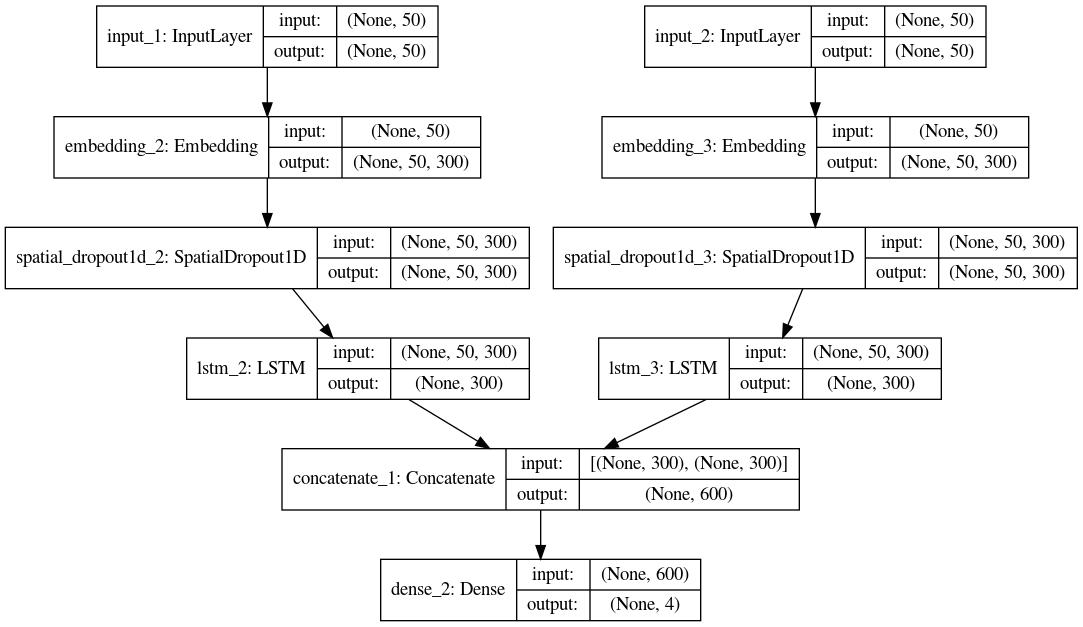 input_1: InputLayer
input: (None, 50)
output: (None, 50)
input_2: InputLayer
input: (None, 50)
output: (None, 50)
embedding_2: Embedding
input: (None, 50)
output: (None, 50, 300)
embedding_3: Embedding
input: (None, 50)
output: (None, 50, 300)
spatial_dropout1d_2: SpatialDropout1D
input: (None, 50, 300)
output: (None, 50, 300)
spatial_dropout1d_3: SpatialDropout1D
input: (None, 50, 300)
output: (None, 50, 300)
lstm_2: LSTM
input: (None, 50, 300)
output: (None, 300)
lstm_3: LSTM
input: (None, 50, 300)
output: (None, 300)
concatenate_1: Concatenate
input: [(None, 300), (None, 300)]
output: (None, 600)
dense_2: Dense
input: (None, 600)
output: (None, 4)